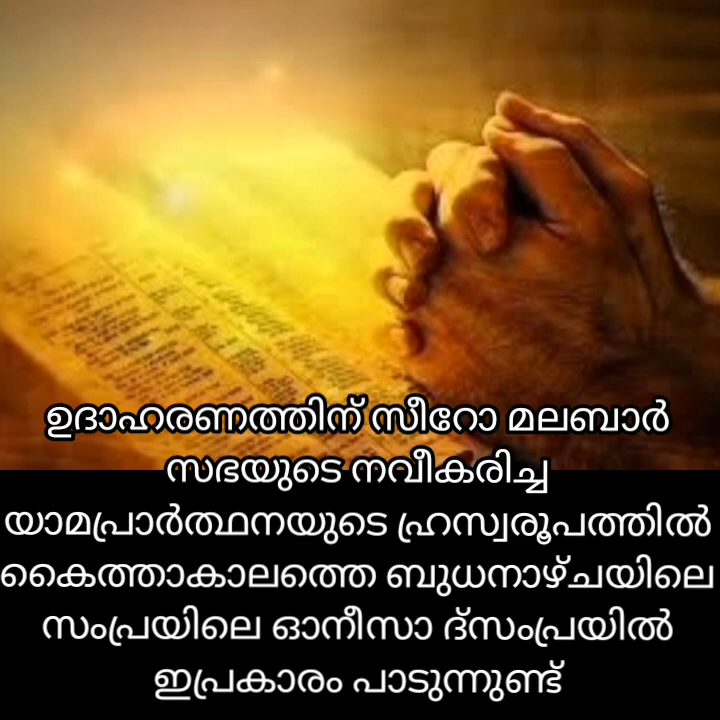 ഉദാഹരണത്തിന് സീറോ മലബാർ
സഭയുടെ നവീകരിച്ച
യാമപ്രാർത്ഥനയുടെ ഹ്രസ്വരൂപത്തിൽ
കൈത്താകാലത്തെ ബുധനാഴ്ചയിലെ
സംപ്രയിലെ ഓനീസാ ദ്സംപ്രയിൽ
ഇപ്രകാരം പാടുന്നുണ്ട്